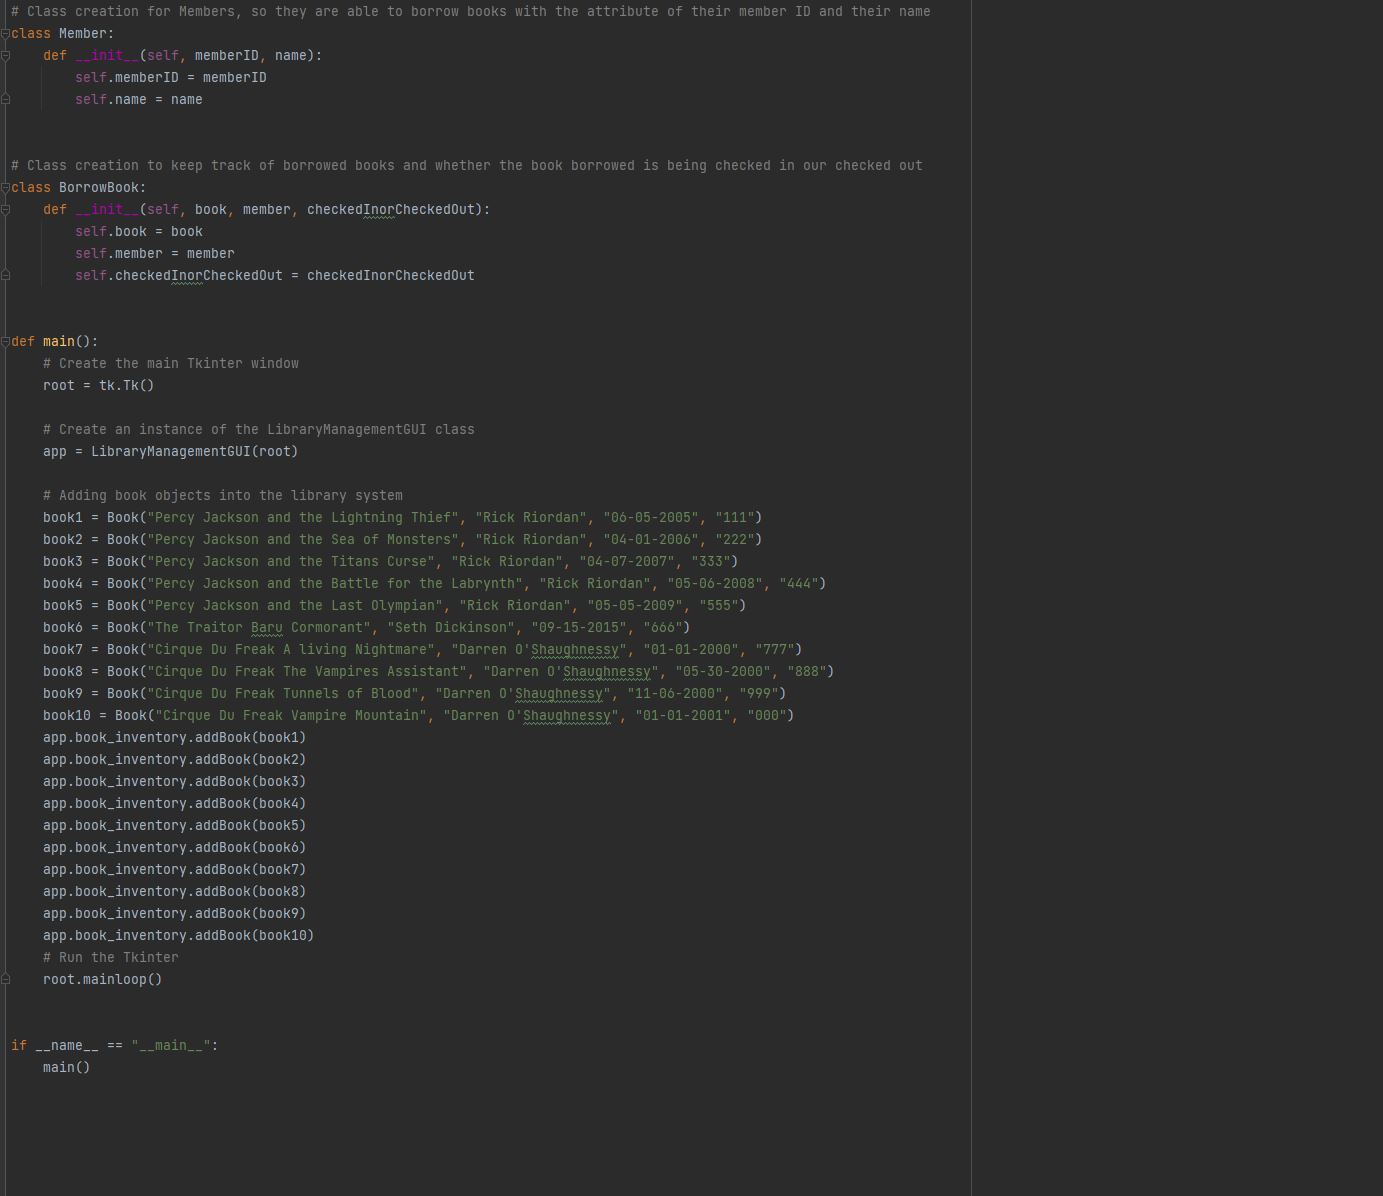 # Class creation for Members, so they are able to borrow books with the attribute of their member ID and their name
class Member:
    def __init__(self, memberID, name):
        self.memberID = memberID
        self.name = name
# Class creation to keep track of borrowed books and whether the book borrowed is being checked in our checked out
class BorrowBook:
    def __init__(self, book, member, checkedInorCheckedOut):
        self.book = book
        self.member = member
        self.checkedInorCheckedOut = checkedInorCheckedOut
def main():
    # Create the main Tkinter window
    root = tk.Tk()
    # Create an instance of the LibraryManagementGUI class
    app = LibraryManagementGUI(root)
    # Adding book objects into the library system
    book1 = Book("Percy Jackson and the Lightning Thief", "Rick Riordan", "06-05-2005", "111")
    book2 = Book("Percy Jackson and the Sea of Monsters", "Rick Riordan", "04-01-2006", "222")
    book3 = Book("Percy Jackson and the Titans Curse", "Rick Riordan", "04-07-2007", "333")
    book4 = Book("Percy Jackson and the Battle for the Labrynth", "Rick Riordan", "05-06-2008", "444")
    book5 = Book("Percy Jackson and the Last Olympian", "Rick Riordan", "05-05-2009", "555")
    book6 = Book("The Traitor Baru Cormorant", "Seth Dickinson", "09-15-2015", "666")
    book7 = Book("Cirque Du Freak A living Nightmare", "Darren O'Shaughnessy", "01-01-2000", "777")
    book8 = Book("Cirque Du Freak The Vampires Assistant", "Darren O'Shaughnessy", "05-30-2000", "888")
    book9 = Book("Cirque Du Freak Tunnels of Blood", "Darren O'Shaughnessy", "11-06-2000", "999")
    book10 = Book("Cirque Du Freak Vampire Mountain", "Darren O'Shaughnessy", "01-01-2001", "000")
    app.book_inventory.addBook(book1)
    app.book_inventory.addBook(book2)
    app.book_inventory.addBook(book3)
    app.book_inventory.addBook(book4)
    app.book_inventory.addBook(book5)
    app.book_inventory.addBook(book6)
    app.book_inventory.addBook(book7)
    app.book_inventory.addBook(book8)
    app.book_inventory.addBook(book9)
    app.book_inventory.addBook(book10)
    # Run the Tkinter
    root.mainloop()
if __name__ == "__main__":
    main()